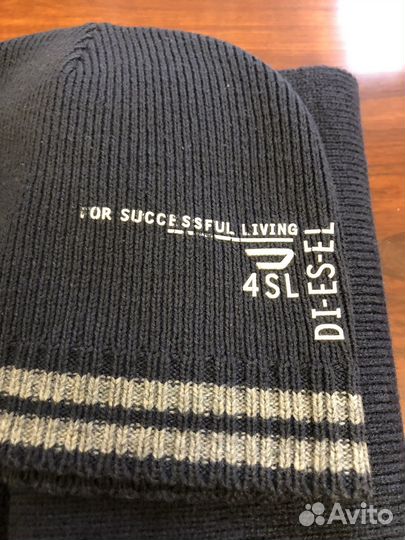 FOR SUCCESSFUL LIVING
4SL
DI-ES-EL
Avito